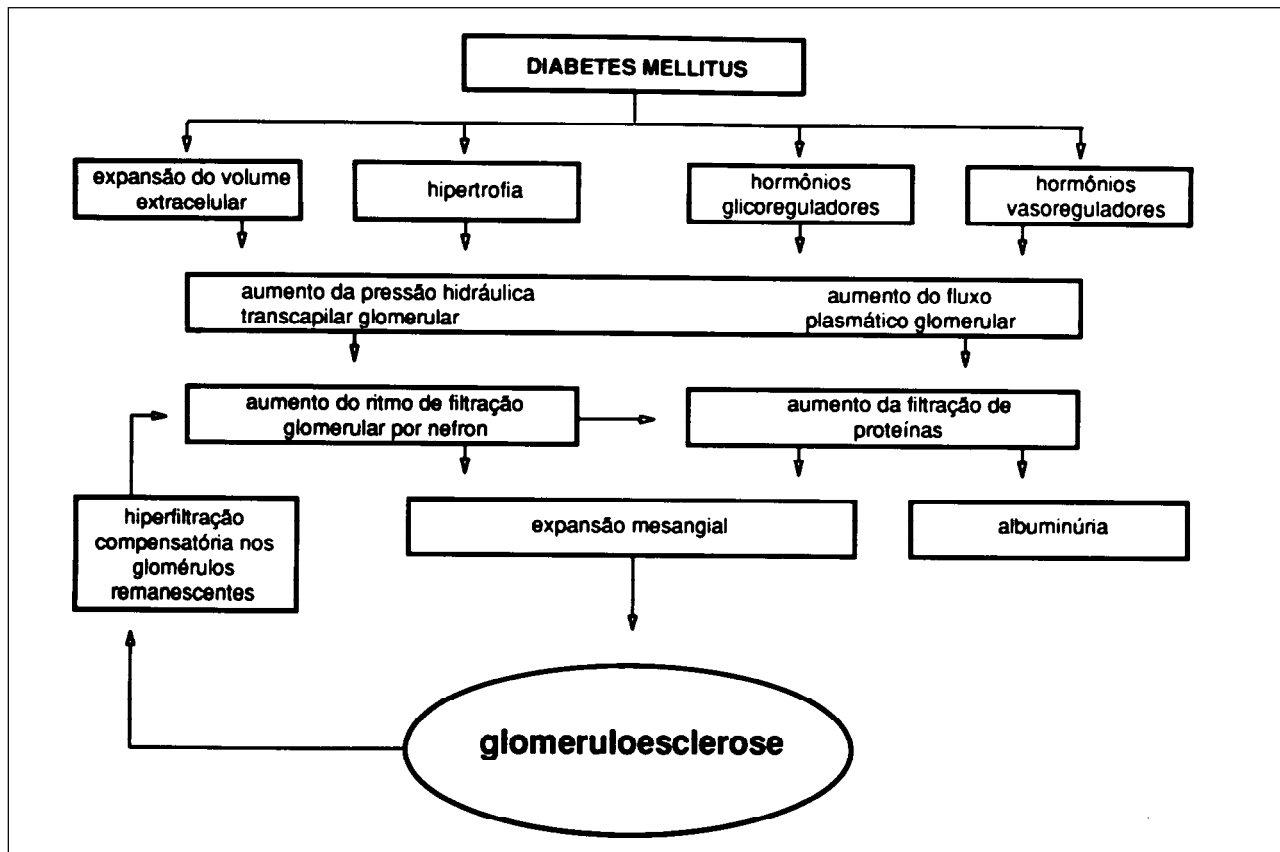 DIABETES MELLITUS
expansão do volume
extracelular
hipertrofia
hormônios
glicoreguladores
hormônios
vasoreguladores
aumento da pressão hidráulica
transcapilar glomerular
aumento do fluxo
plasmático glomerular
aumento do ritmo de filtração
glomerular por nefron
aumento da filtração de
proteínas
hiperfiltração
compensatória nos
glomérulos
remanescentes
expansão mesangial
albuminúria
glomeruloesclerose